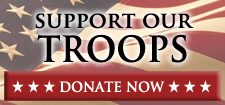 SUPPORT OUR
TROOPS
★ ★ ★ DONATE NOW ★ ★ ★